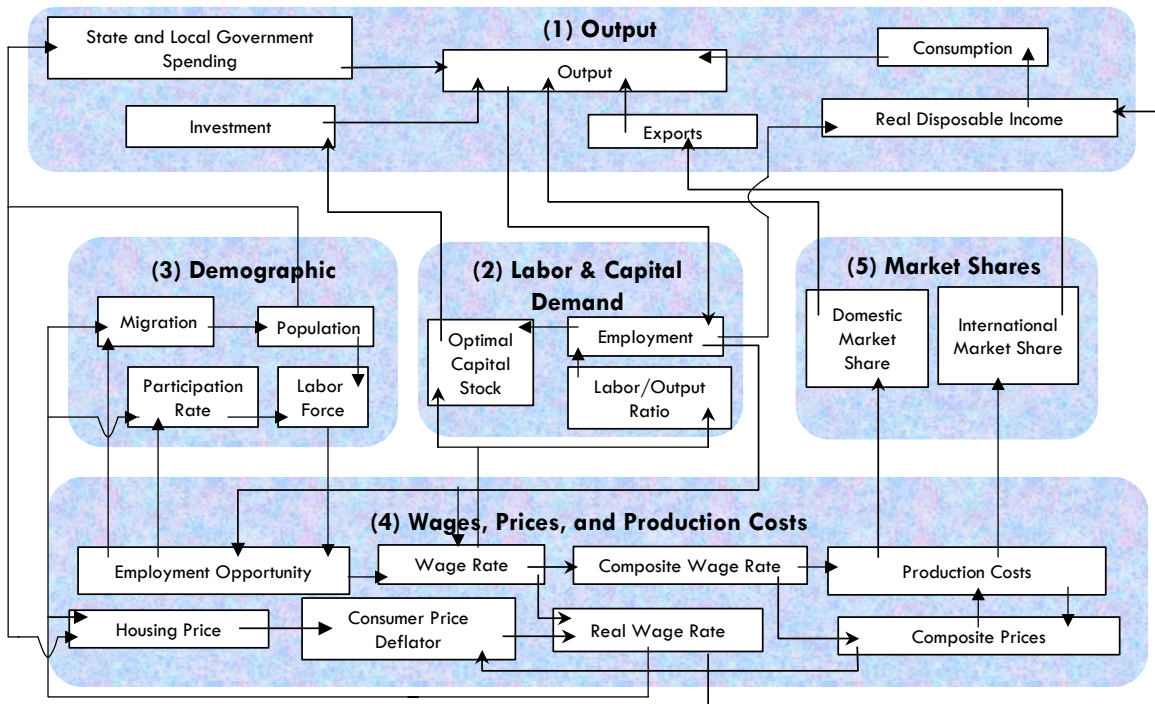 (1) Output
State and Local Government
Spending
Output
Consumption
Investment
Exports
Real Disposable Income
(3) Demographic
Migration
Population
Participation
Rate
Labor
Force
(2) Labor & Capital
Demand
Optimal
Capital
Stock
Employment
Labor/Output
Ratio
(5) Market Shares
Domestic
Market
Share
International
Market Share
(4) Wages, Prices, and Production Costs
Employment Opportunity
Wage Rate
Composite Wage Rate
Production Costs
Housing Price
Consumer Price
Deflator
Real Wage Rate
Composite Prices